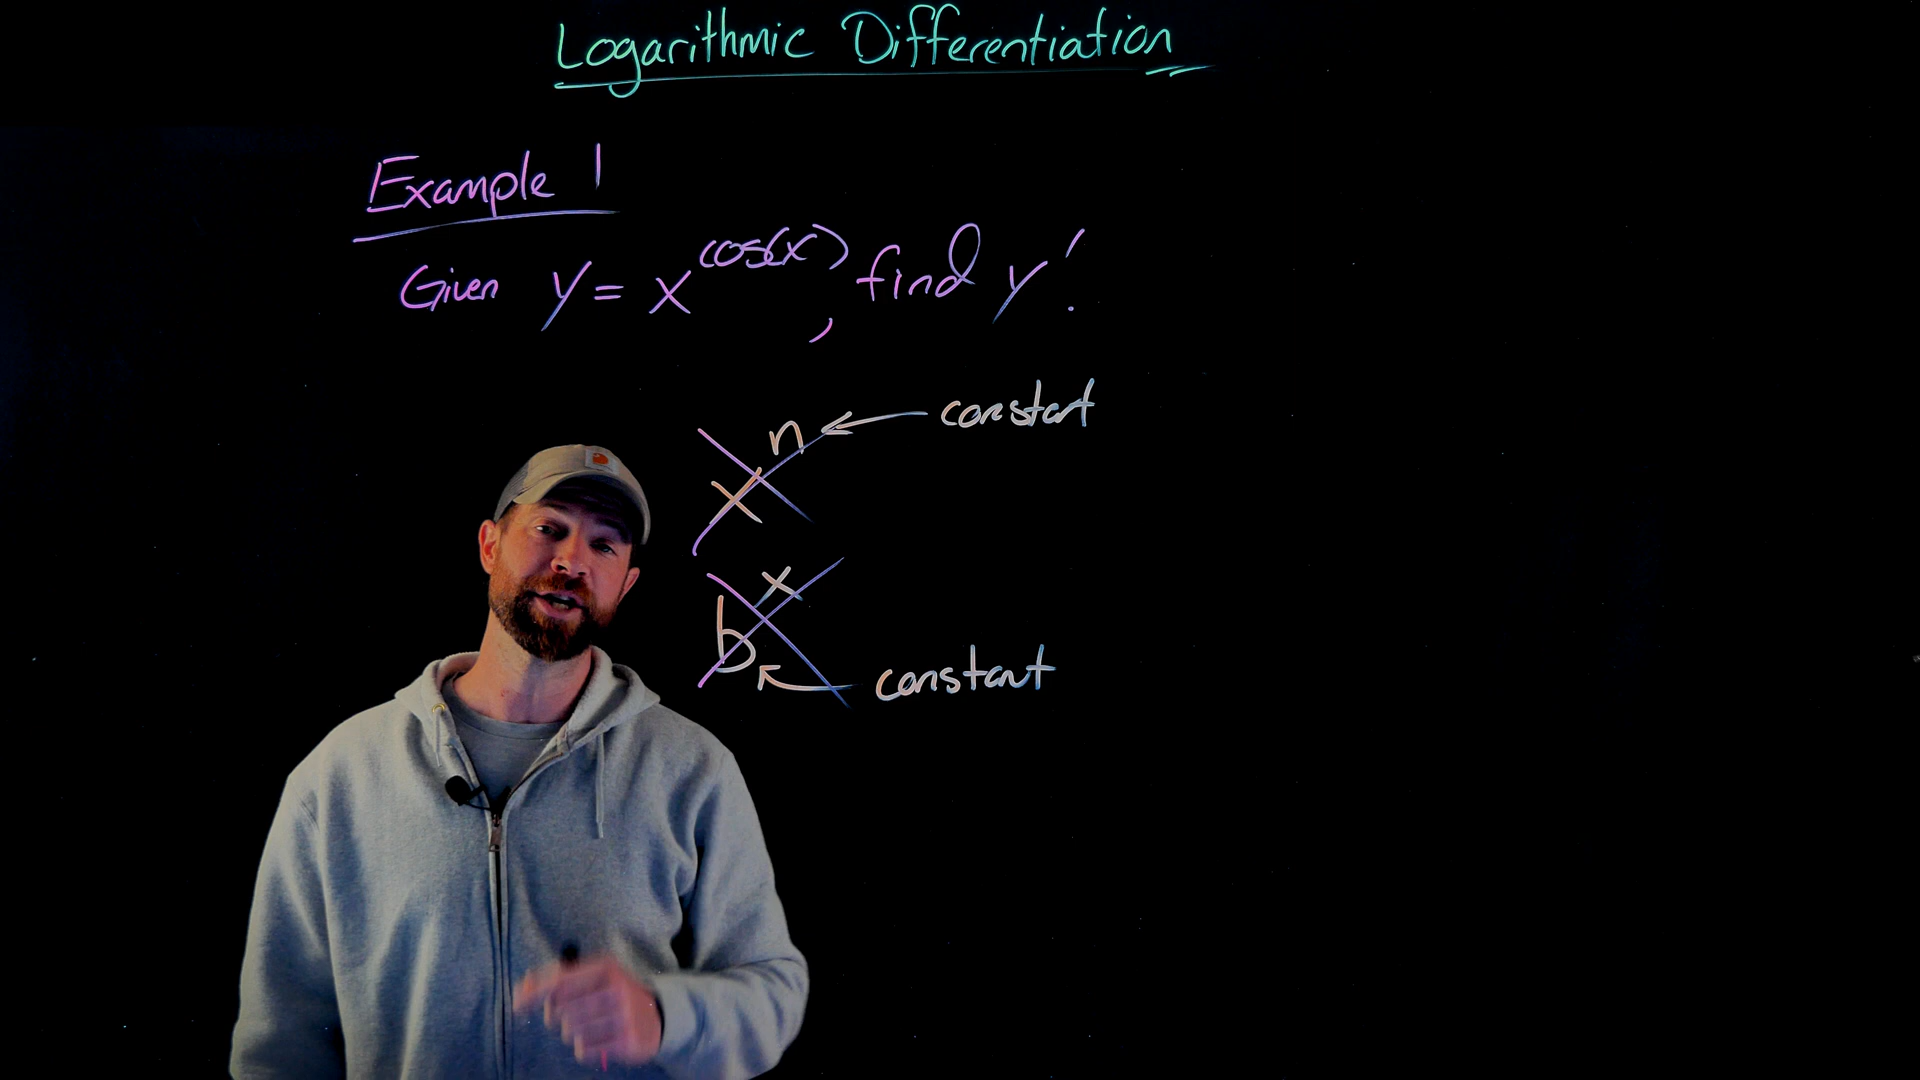 Logarithmic Differentiation
Example 1
Given y = x^cos(x), find y'.
x^n ← constant
b^x
constant